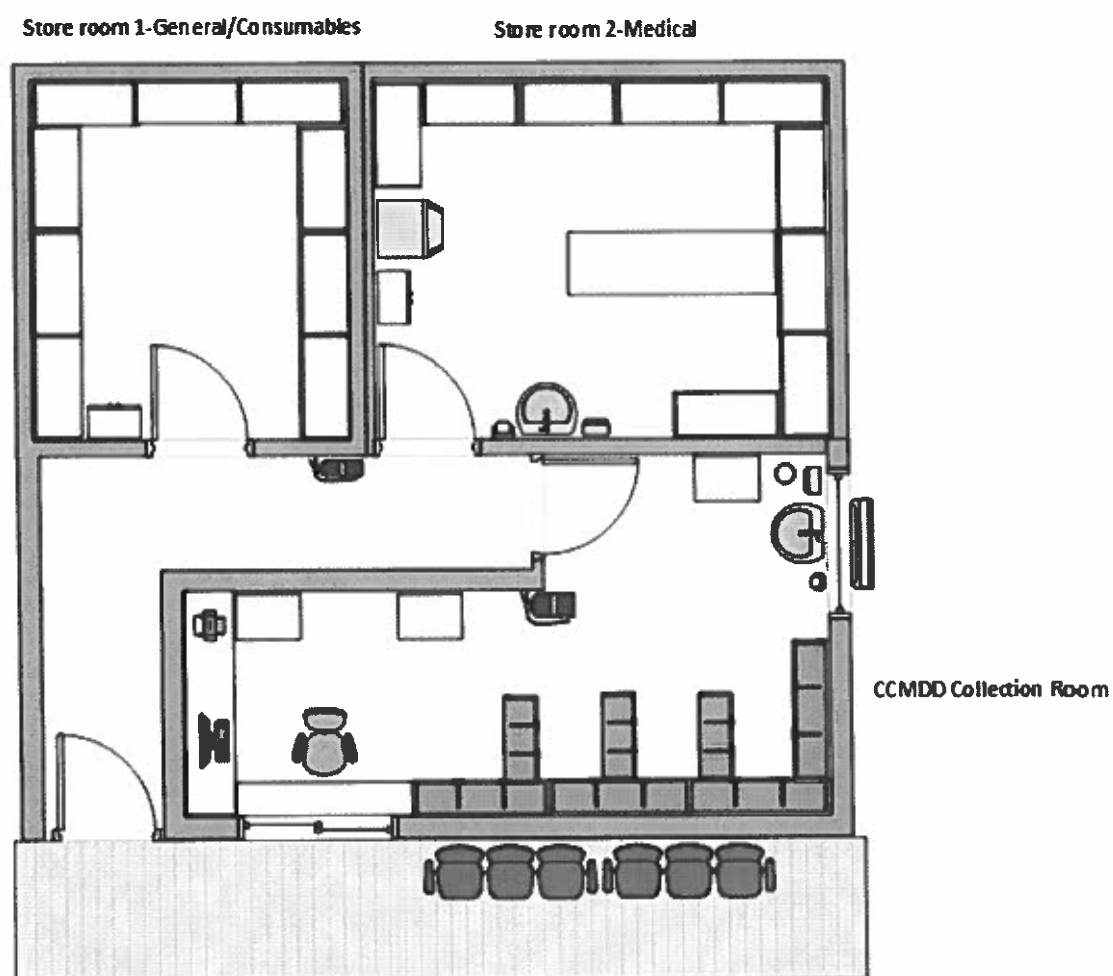 Store room 1-General/Consumables
Store room 2-Medical
CCMDD Collection Room